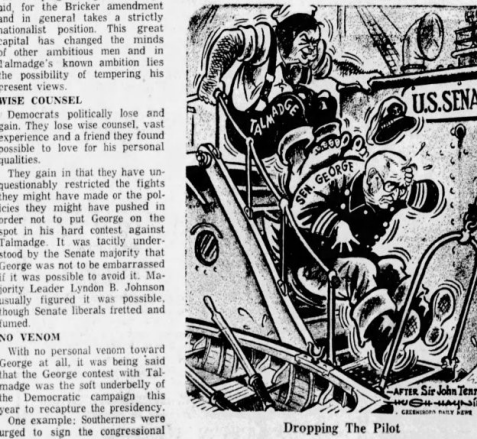 for the Bricker amendment
and in general takes a strictly
nationalist position. This great
capital has changed the minds
of other ambitious men and in
Talmadge's known ambition lies
the possibility of tempering his
present views.
WISE COUNSEL
Democrats politically lose and
gain. They lose wise counsel, vast
experience and a friend they found
possible to love for his personal
qualities.
They gain in that they have un-
questionably restricted the fights
they might have made or the pol-
icies they might have pushed in
order not to put George on the
spot in his hard contest against
Talmadge. It was tacitly under-
stood by the Senate majority that
George was not to be embarrassed
if it was possible to avoid it. Ma-
jority Leader Lyndon B. Johnson
usually figured it was possible,
though Senate liberals fretted and
fumed.
NO VENOM
With no personal venom toward
George at all, it was being said
that the George contest with Tal-
madge was the soft underbelly of
the Democratic campaign this
year to recapture the presidency.
One example: Southerners were
urged to sign the congressional
U.S. SENA
TALMADGE
SEN. GEORGE
—AFTER Sir John Tenn
GREENSBORO DAILY NEWS
Dropping The Pilot